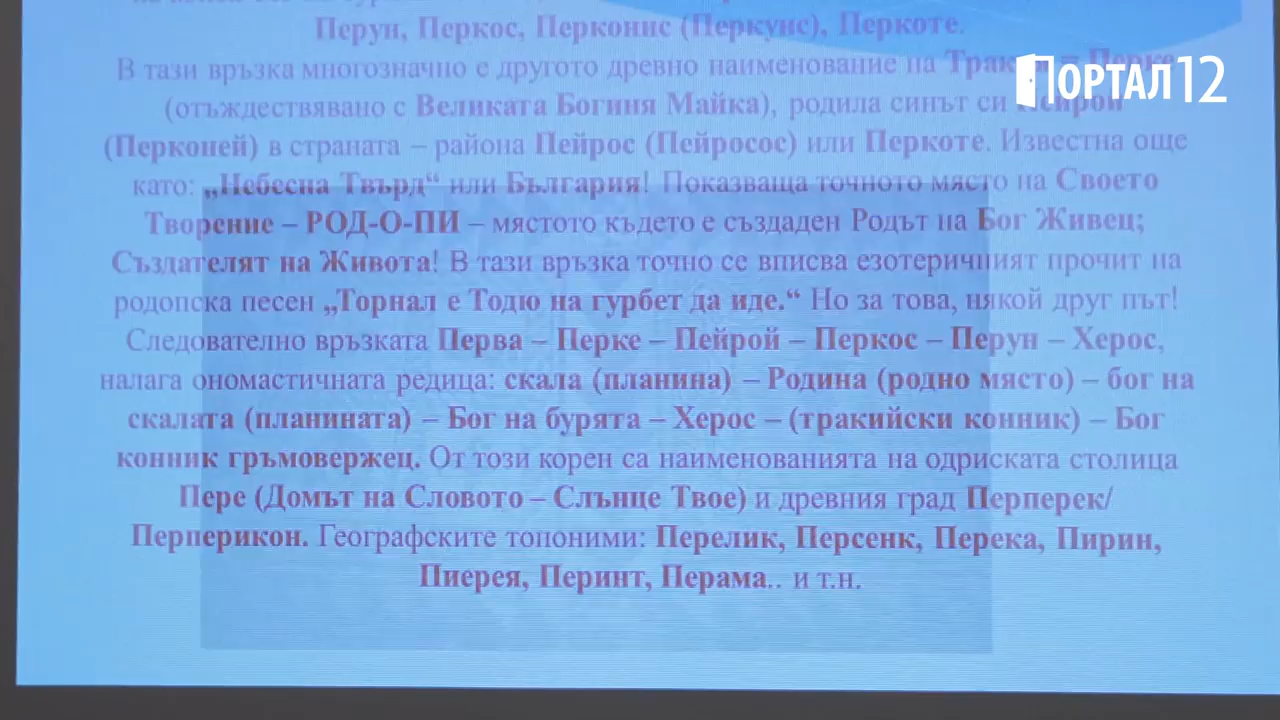 Перун, Перкос, Перконис (Перкунс), Перкоте.
В тази връзка многозначно е другото древно наименование на
(отъждествявано с Великата Богиня Майка), родила синът си Пейрой
(Перконей) в страната – района Пейрос (Пейросос) или Перкоте. Известна още
като: „Небесна Твърд“ или България! Показваща точното място на Своето
Творение – РОД-О-ПИ – мястото където е създаден Родът на Бог Живец;
Създателят на Живота! В тази връзка точно се вписва езотеричният прочит на
родопска песен „Торнал е Тодю на гурбет да иде.“ Но за това, някой друг път!
Следователно връзката Перва – Перке – Пейрой – Перкос – Перун – Херос,
налага ономастичната редица: скала (планина) – Родина (родно място) – бог на
скалата (планината) – Бог на бурята – Херос – (тракийски конник) – Бог
конник гръмовержец. От този корен са наименованията на одриската столица
Пере (Домът на Словото – Слънце Твое) и древния град Перперек/
Перперикон. Географските топоними: Перелик, Персенк, Перека, Пирин,
Пиерея, Перинт, Перама.. и т.н.
ПОРТАЛ12